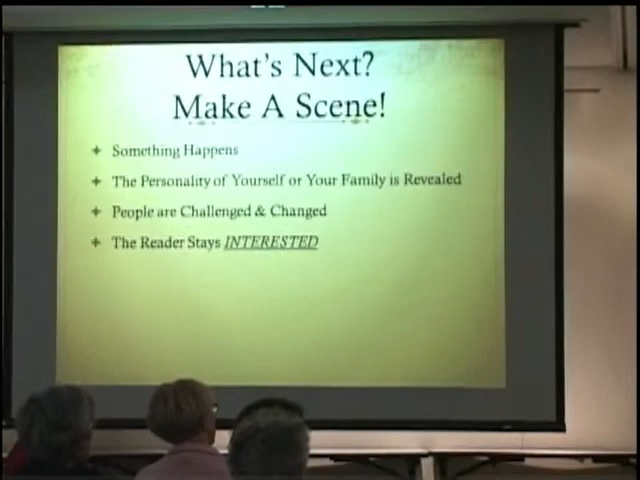 What's Next?
Make A Scene!
Something Happens
The Personality of Yourself or Your Family is Revealed
People are Challenged & Changed
The Reader Stays INTERESTED